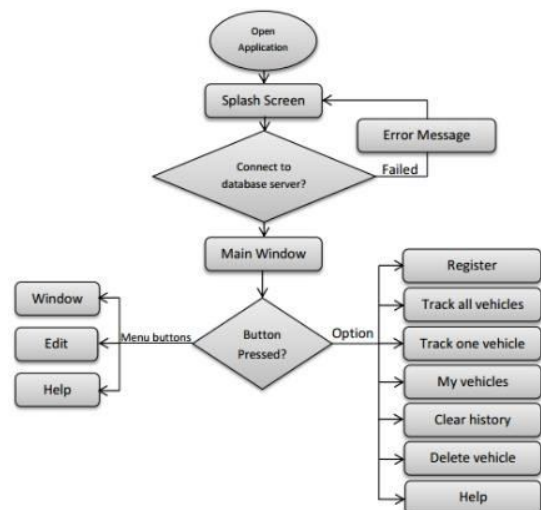 Open
Application
Splash Screen
Error Message
Connect to
database server?
Failed
Main Window
Window
Edit
Help
Menu buttons
Button
Pressed?
Option
Register
Track all vehicles
Track one vehicle
My vehicles
Clear history
Delete vehicle
Help